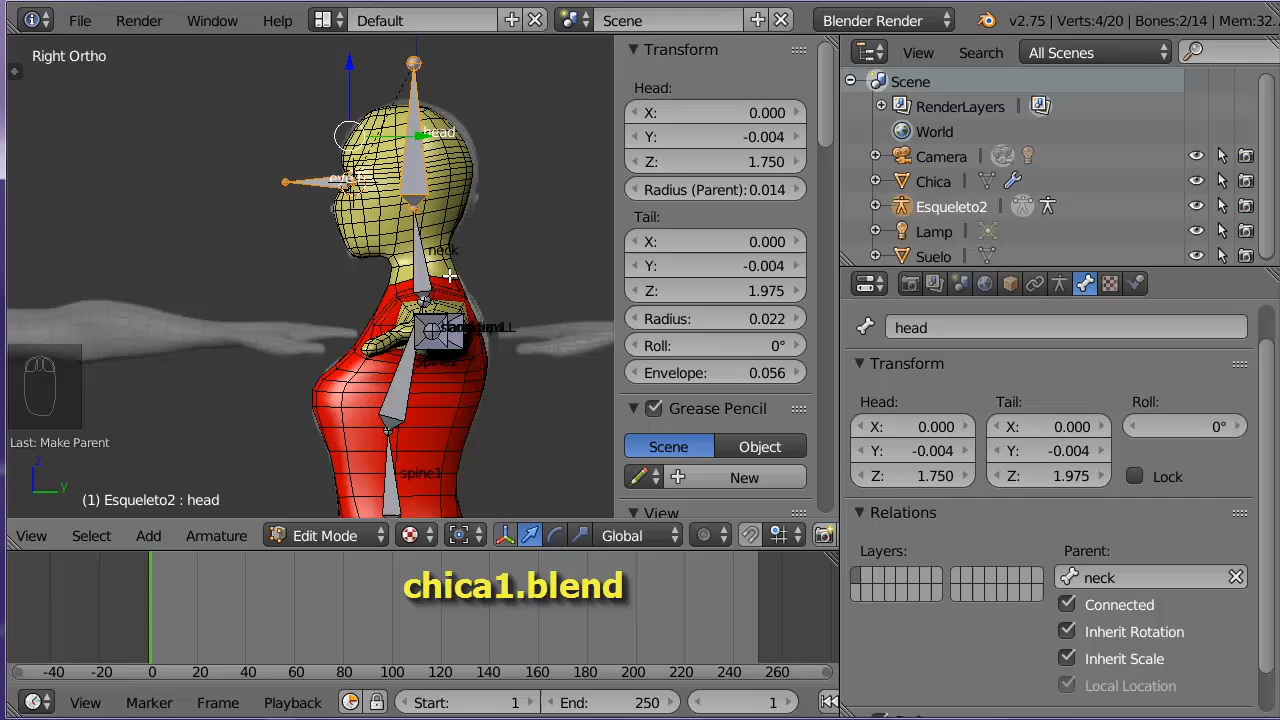 File Render Window Help Default Scene Blender Render v2.75 | Verts:4/20 | Bones:2/14 | Mem:32.
Right Ortho
head
neck
spine1
Last: Make Parent
z
y
(1) Esqueleto2 : head
Transform
Head:
X: 0.000
Y: -0.004
Z: 1.750
Radius (Parent): 0.014
Tail:
X: 0.000
Y: -0.004
Z: 1.975
Radius: 0.022
Roll: 0°
Envelope: 0.056
Grease Pencil
Scene Object
New
View
View Search All Scenes
Scene
RenderLayers
World
Camera
Chica
Esqueleto2
Lamp
Suelo
head
Transform
Head: Tail: Roll:
X: 0.000 X: 0.000 0°
Y: -0.004 Y: -0.004
Z: 1.750 Z: 1.975 Lock
Relations
Layers: Parent:
neck
Connected
Inherit Rotation
Inherit Scale
Local Location
View Select Add Armature Edit Mode Global
chica1.blend
-40 -20 0 20 40 60 80 100 120 140 160 180 200 220 240 260
View Marker Frame Playback Start: 1 End: 250 1